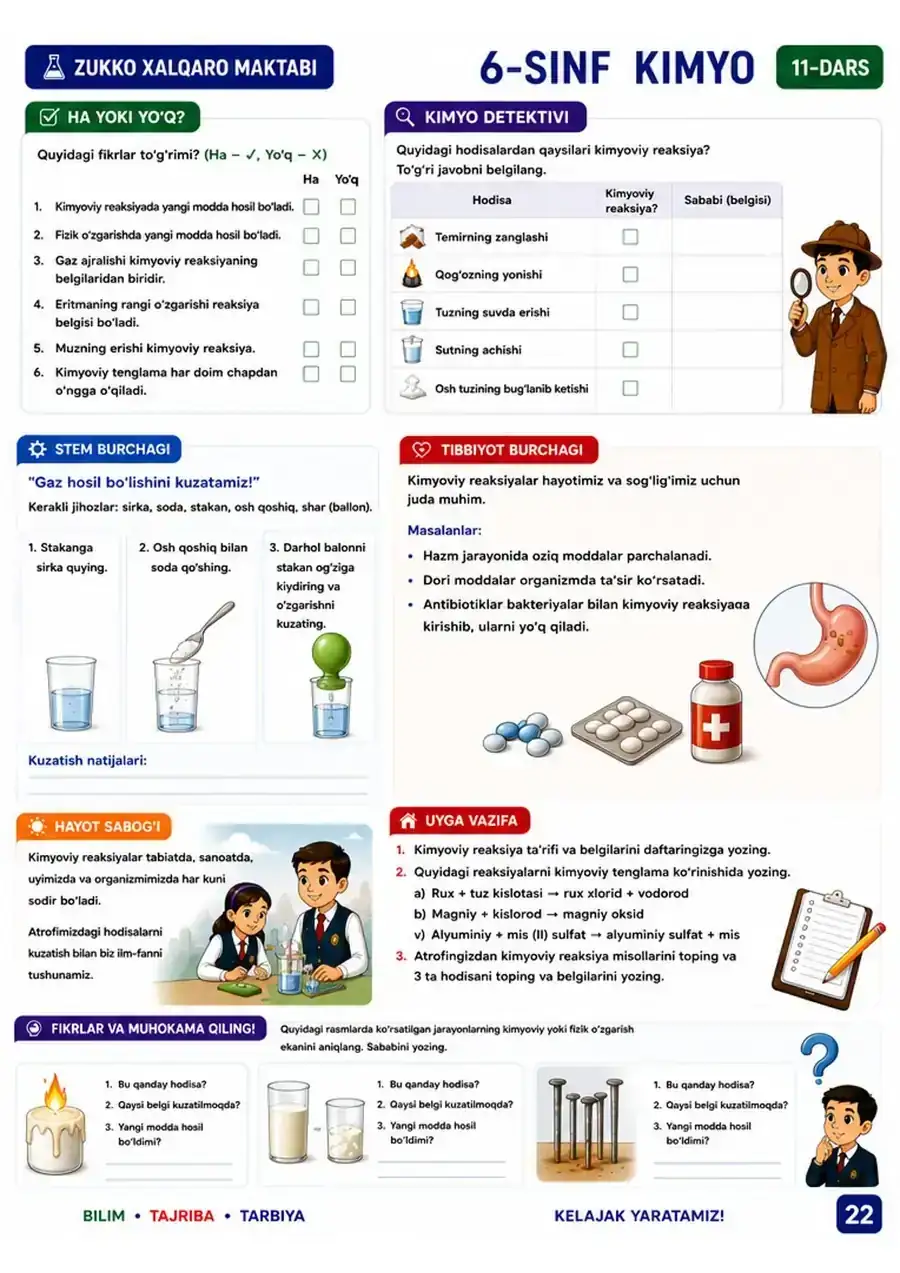 ZUKKO XALQARO MAKTABI
6-SINF KIMYO
11-DARS
HA YOKI YO'Q?
Quyidagi fikrlar to'g'rimi? (Ha – ✓, Yo'q – X)
Ha Yo'q
1. Kimyoviy reaksiyada yangi modda hosil bo'ladi.
2. Fizik o'zgarishda yangi modda hosil bo'ladi.
3. Gaz ajralishi kimyoviy reaksiyaning
belgilaridan biridir.
4. Eritmaning rangi o'zgarishi reaksiya
belgisi bo'ladi.
5. Muzning erishi kimyoviy reaksiya.
6. Kimyoviy tenglama har doim chapdan
o'ngga o'qiladi.
KIMYO DETEKTIVI
Quyidagi hodisalardan qaysilari kimyoviy reaksiya?
To'g'ri javobni belgilang.
Hodisa
Kimyoviy
reaksiya?
Sababi (belgisi)
Temirning zanglashi
Qog'ozning yonishi
Tuzning suvda erishi
Sutning achishi
Osh tuzining bug'lanib ketishi
STEM BURCHAGI
"Gaz hosil bo'lishini kuzatamiz!"
Kerakli jihozlar: sirka, soda, stakan, osh qoshiq, shar (ballon).
1. Stakanga
sirka quying.
2. Osh qoshiq bilan
soda qo'shing.
3. Darhol balonni
stakan og'ziga
kiydiring va
o'zgarishni
kuzating.
Kuzatish natijalari:
TIBBIYOT BURCHAGI
Kimyoviy reaksiyalar hayotimiz va sog'lig'imiz uchun
juda muhim.
Masalanlar:
• Hazm jarayonida oziq moddalar parchalanadi.
• Dori moddalar organizmda ta'sir ko'rsatadi.
• Antibiotiklar bakteriyalar bilan kimyoviy reaksiyaga
kirishib, ularni yo'q qiladi.
HAYOT SABOG'I
Kimyoviy reaksiyalar tabiatda, sanoatda,
uyimizda va organizmimizda har kuni
sodir bo'ladi.
Atrofimizdagi hodisalarni
kuzatish bilan biz ilm-fanni
tushunamiz.
UYGA VAZIFA
1. Kimyoviy reaksiya ta'rifi va belgilarini daftaringizga yozing.
2. Quyidagi reaksiyalarni kimyoviy tenglama ko'rinishida yozing.
a) Rux + tuz kislotasi → rux xlorid + vodorod
b) Magniy + kislorod → magniy oksid
v) Alyuminiy + mis (II) sulfat → alyuminiy sulfat + mis
3. Atrofingizdan kimyoviy reaksiya misollarini toping va
3 ta hodisani toping va belgilarini yozing.
FIKRLAR VA MUHOKAMA QILING!
Quyidagi rasmlarda ko'rsatilgan jarayonlarning kimyoviy yoki fizik o'zgarish
ekanini aniqlang. Sababini yozing.
1. Bu qanday hodisa?
2. Qaysi belgi kuzatilmoqda?
3. Yangi modda hosil
bo'ldimi?
1. Bu qanday hodisa?
2. Qaysi belgi kuzatilmoqda?
3. Yangi modda hosil
bo'ldimi?
1. Bu qanday hodisa?
2. Qaysi belgi kuzatilmoqda?
3. Yangi modda hosil
bo'ldimi?
?
BILIM • TAJRIBA • TARBIYA
KELAJAK YARATAMIZ!
22